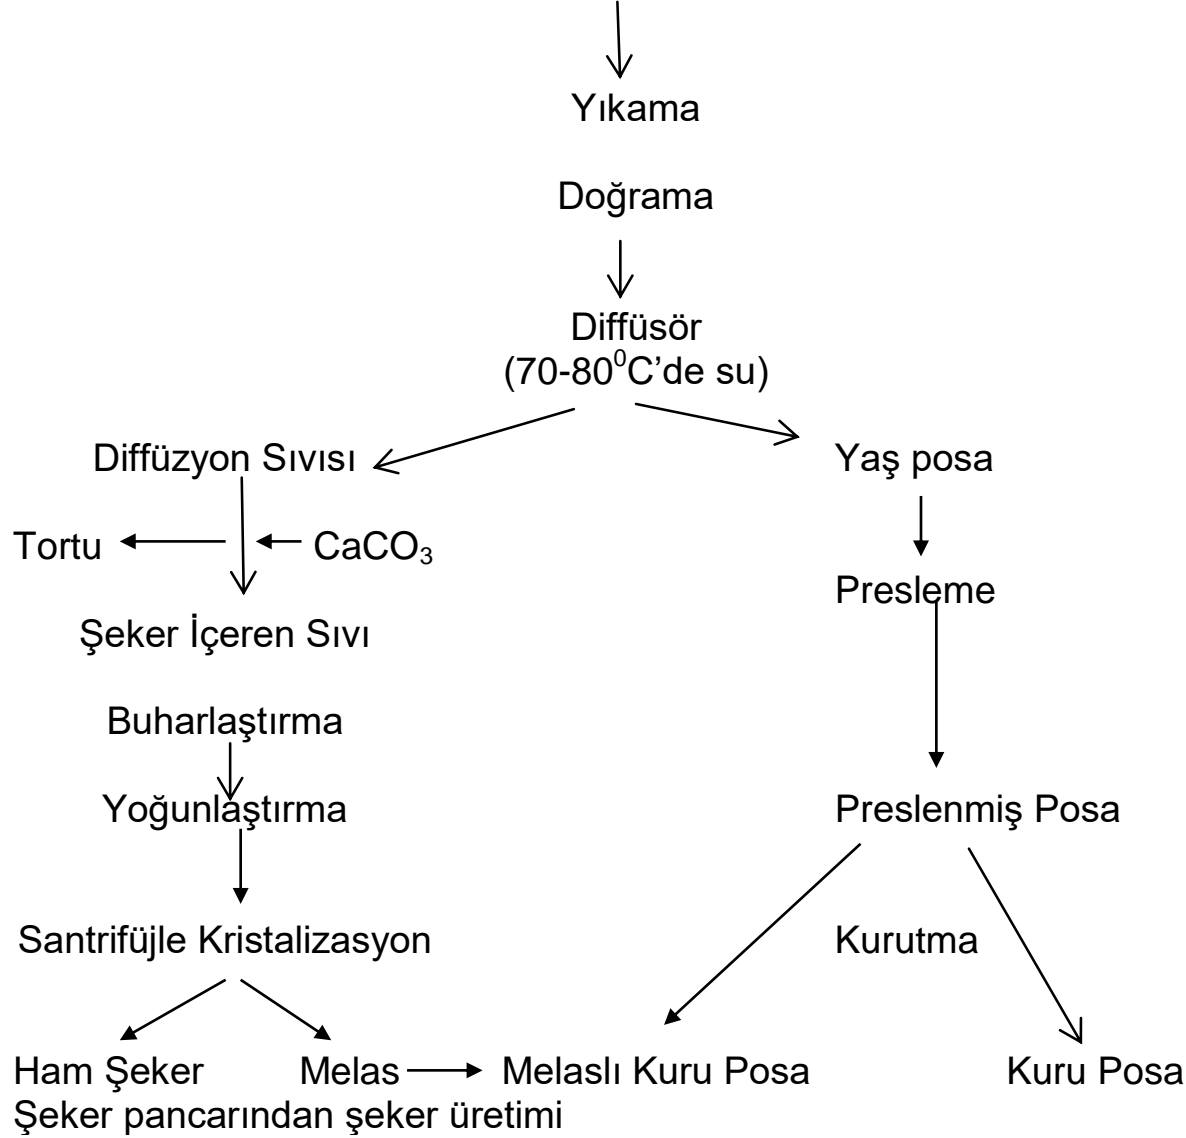 Yıkama
Doğrama
Diffüsör
(70-80⁰C’de su)
Diffüzyon Sıvısı Yaş posa
Tortu CaCO₃
Presleme
Şeker İçeren Sıvı
Buharlaştırma
Yoğunlaştırma Preslenmiş Posa
Santrifüjle Kristalizasyon Kurutma
Ham Şeker Melas Melaslı Kuru Posa Kuru Posa
Şeker pancarından şeker üretimi